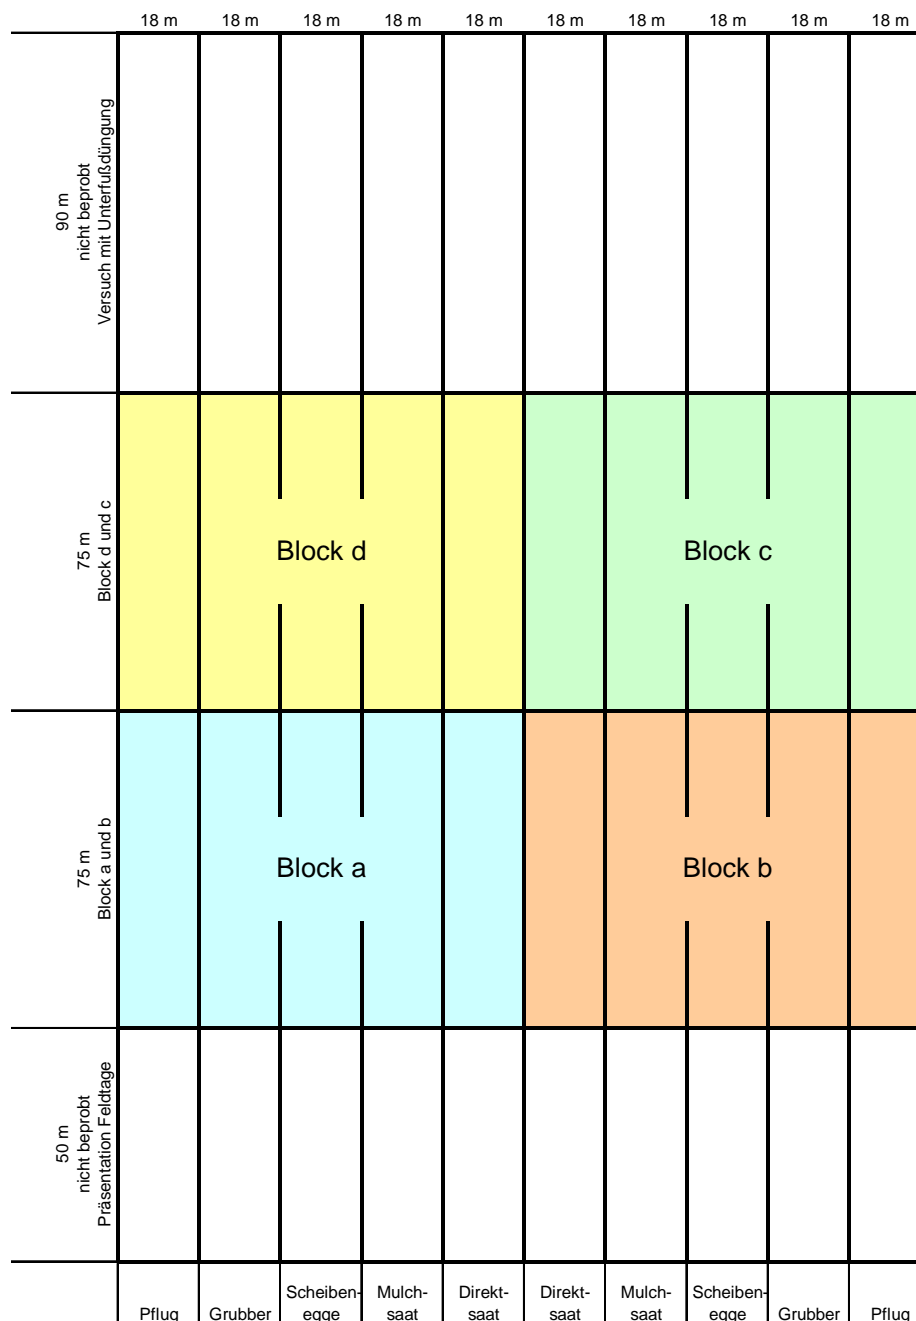 18 m 18 m 18 m 18 m 18 m 18 m 18 m 18 m 18 m 18 m
90 m
nicht beprobt
Versuch mit Unterfußdüngung
75 m
Block d und c
Block d
Block c
75 m
Block a und b
Block a
Block b
50 m
nicht beprobt
Präsentation Feldtage
Pflug
Grubber
Scheiben-
egge
Mulch-
saat
Direkt-
saat
Direkt-
saat
Mulch-
saat
Scheiben-
egge
Grubber
Pflug